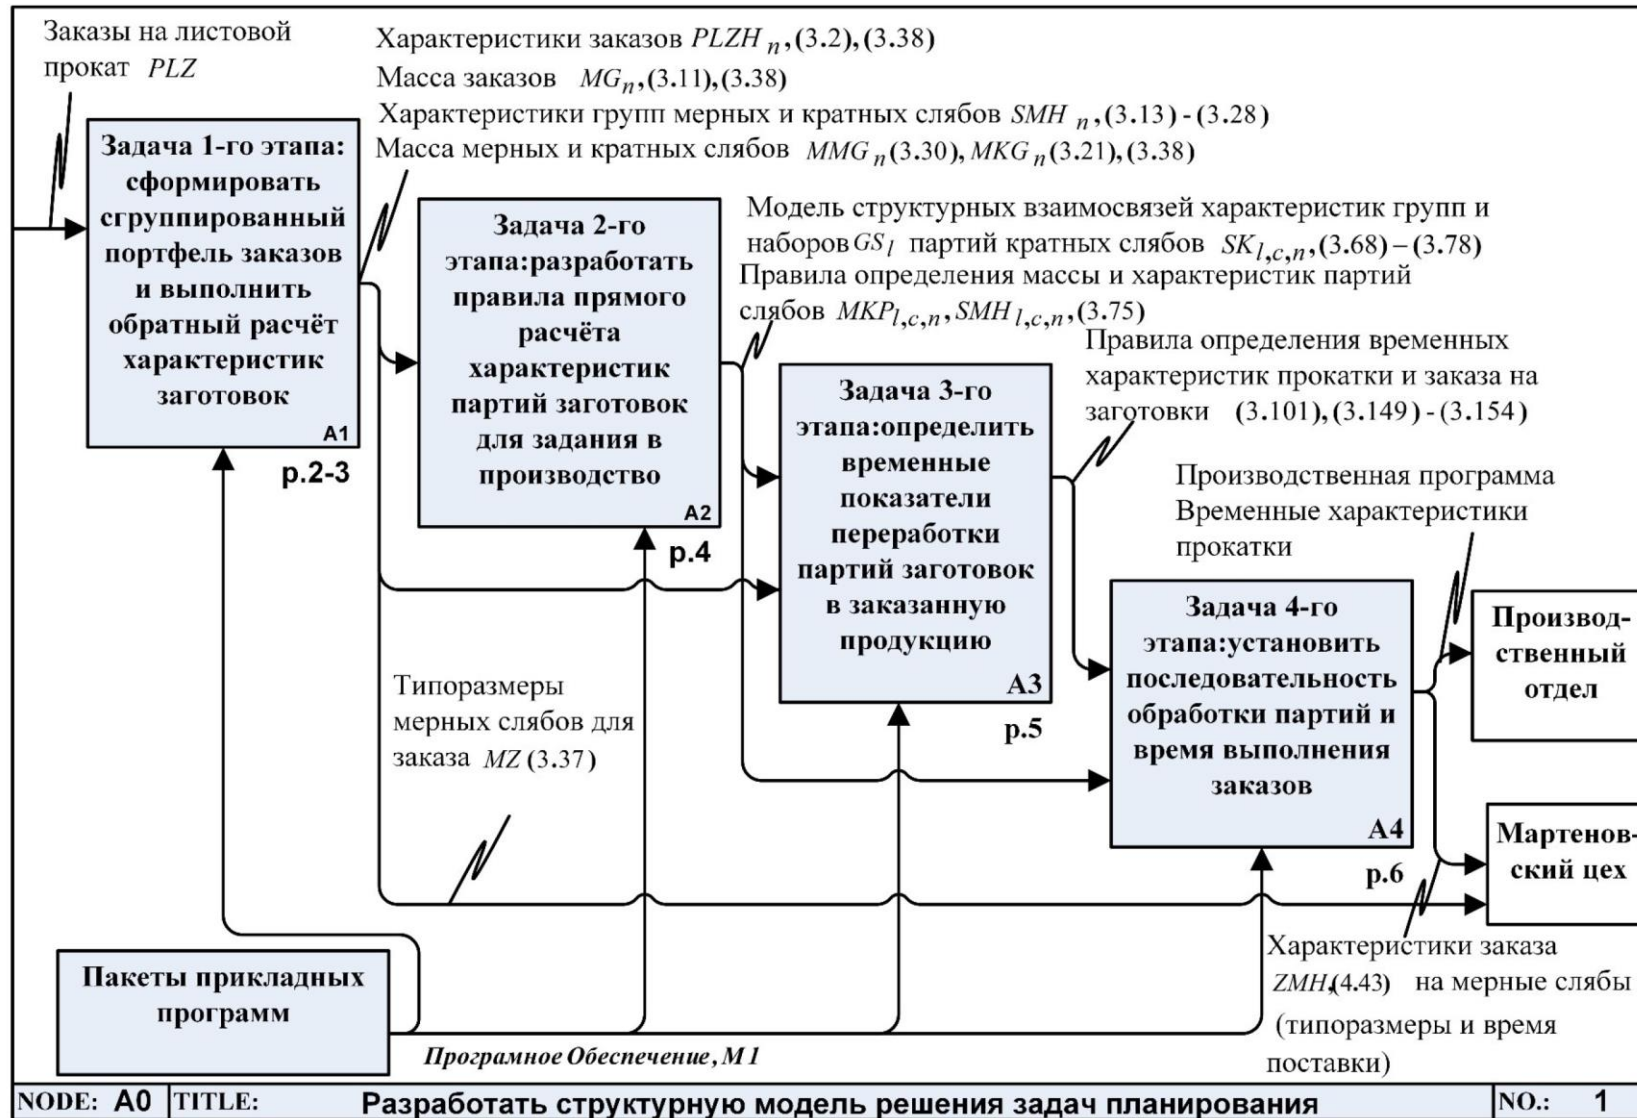 Заказы на листовой
прокат PLZ
Характеристики заказов PLZH n,(3.2),(3.38)
Масса заказов MGn,(3.11),(3.38)
Характеристики групп мерных и кратных слябов SMH n,(3.13)-(3.28)
Масса мерных и кратных слябов MMG n(3.30),MKG n(3.21),(3.38)
Задача 1-го этапа:
сформировать
сгруппированный
портфель заказов
и выполнить
обратный расчёт
характеристик
заготовок
A1
p.2-3
Задача 2-го
этапа:разработать
правила прямого
расчёта
характеристик
партий заготовок
для задания в
производство
A2
p.4
Модель структурных взаимосвязей характеристик групп и
наборов GSl партий кратных слябов SKl,c,n,(3.68)–(3.78)
Правила определения массы и характеристик партий
слябов MKPl,c,n,SMHl,c,n,(3.75)
Задача 3-го
этапа:определить
временные
показатели
переработки
партий заготовок
в заказанную
продукцию
A3
p.5
Правила определения временных
характеристик прокатки и заказа на
заготовки (3.101),(3.149)-(3.154)
Производственная программа
Временные характеристики
прокатки
Задача 4-го
этапа:установить
последовательность
обработки партий и
время выполнения
заказов
A4
p.6
Производ-
ственный
отдел
Мартенов-
ский цех
Типоразмеры
мерных слябов для
заказа MZ (3.37)
Характеристики заказа
ZMH,(4.43) на мерные слябы
(типоразмеры и время
поставки)
Пакеты прикладных
программ
Програмное Обеспечение, M1
NODE: A0 TITLE: Разработать структурную модель решения задач планирования NO.: 1